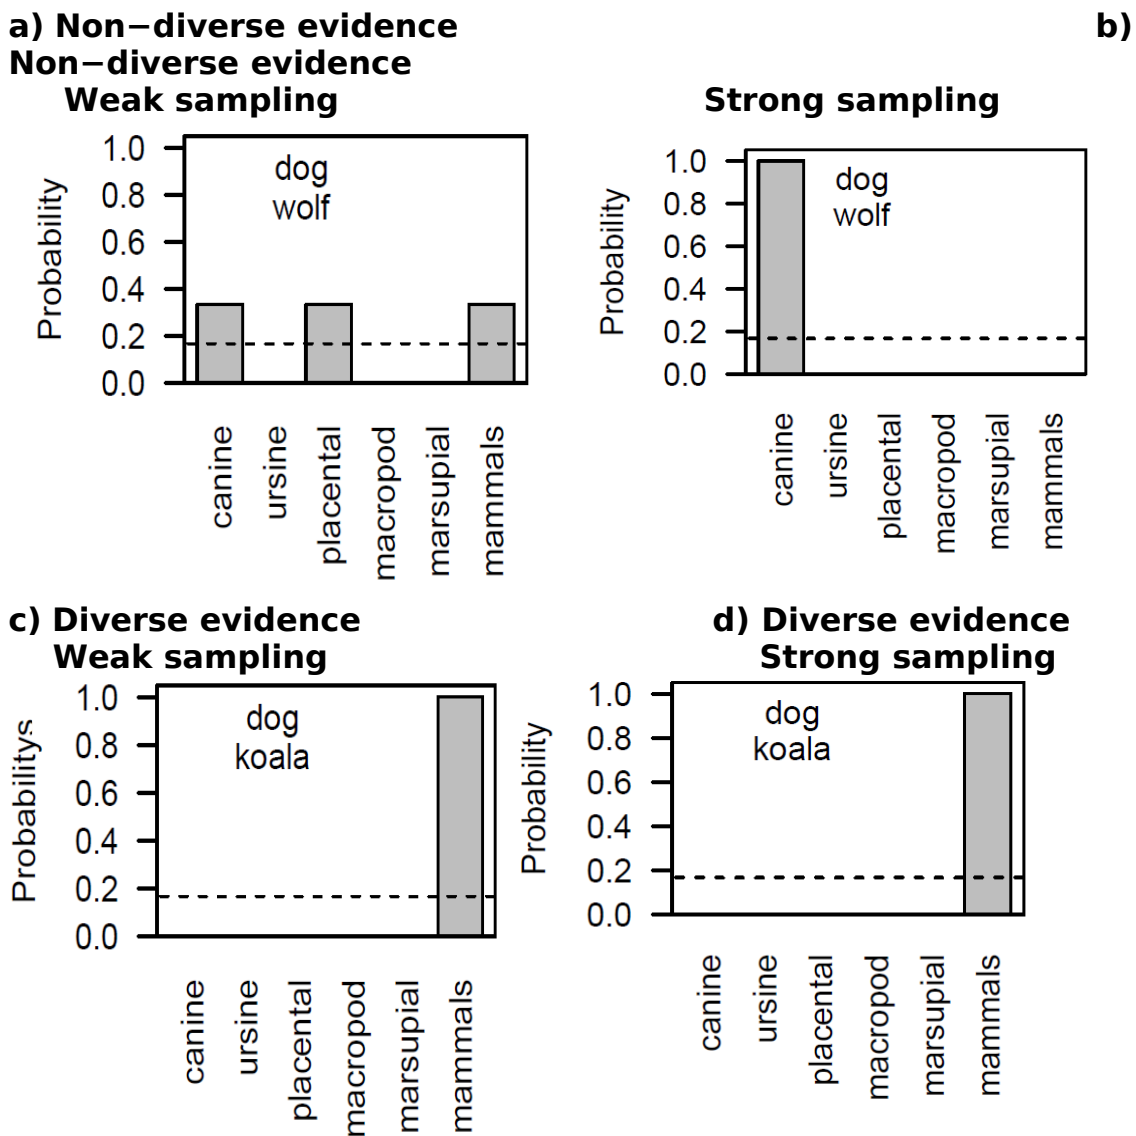 a) Non−diverse evidence b)
Non−diverse evidence
Weak sampling Strong sampling
Probability
1.0
0.8
0.6
0.4
0.2
0.0
dog
wolf
canine
ursine
placental
macropod
marsupial
mammals
Probability
1.0
0.8
0.6
0.4
0.2
0.0
dog
wolf
canine
ursine
placental
macropod
marsupial
mammals
c) Diverse evidence
Weak sampling
Probabilitys
1.0
0.8
0.6
0.4
0.2
0.0
dog
koala
canine
ursine
placental
macropod
marsupial
mammals
d) Diverse evidence
Strong sampling
Probability
1.0
0.8
0.6
0.4
0.2
0.0
dog
koala
canine
ursine
placental
macropod
marsupial
mammals